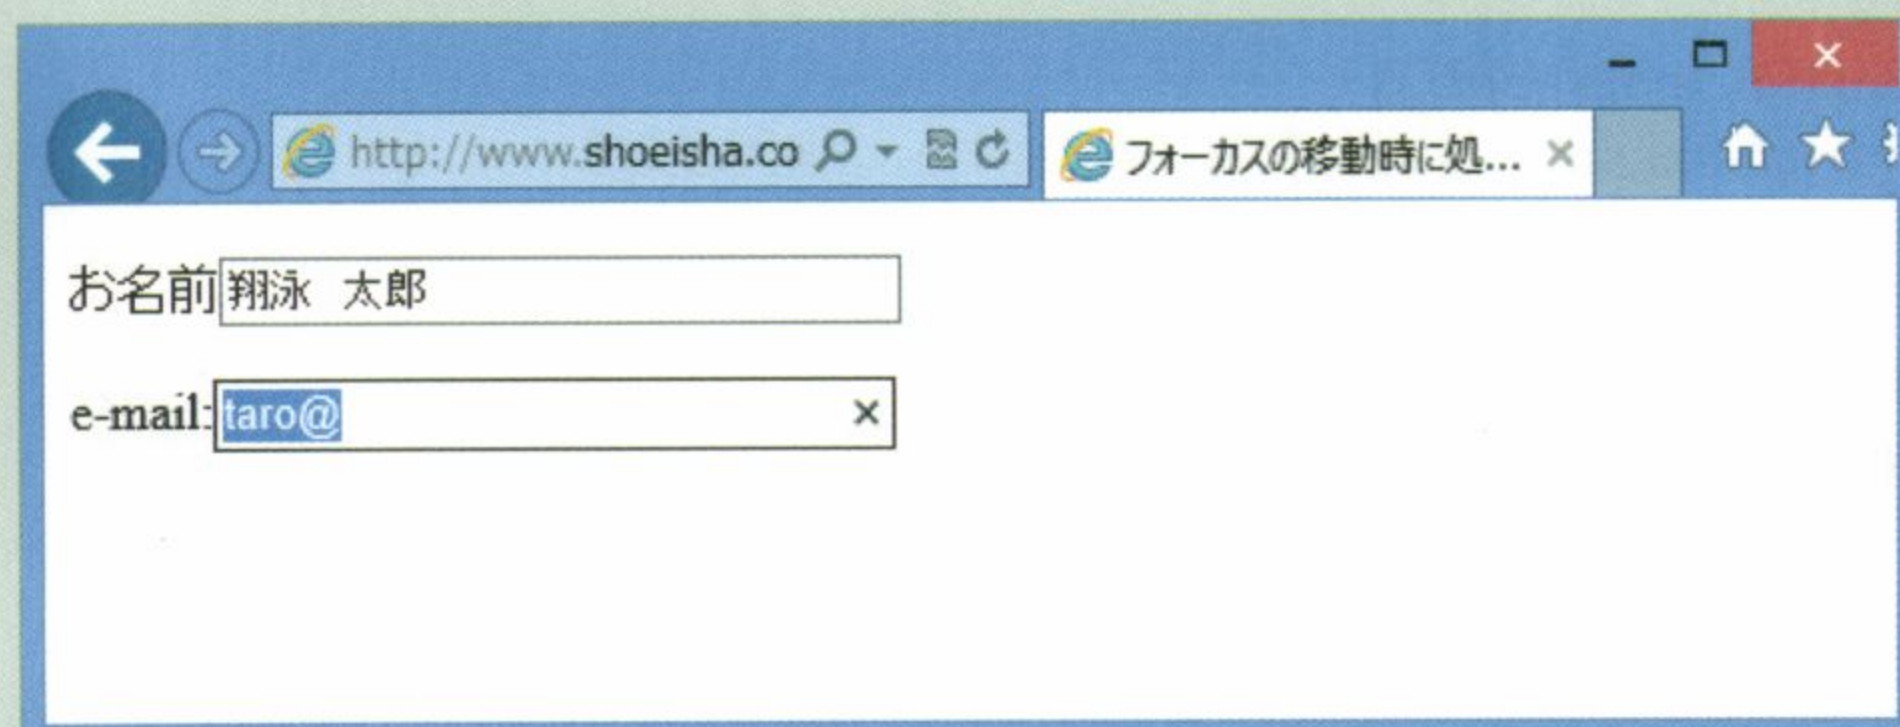 http://www.shoeisha.co フォーカスの移動時に処...
お名前 翔泳 太郎
e-mail: taro@